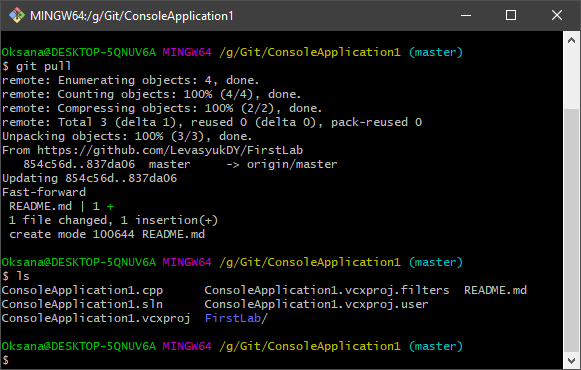 MINGW64:/g/Git/ConsoleApplication1
Oksana@DESKTOP-5QNUV6A MINGW64 /g/Git/ConsoleApplication1 (master)
$ git pull
remote: Enumerating objects: 4, done.
remote: Counting objects: 100% (4/4), done.
remote: Compressing objects: 100% (2/2), done.
remote: Total 3 (delta 1), reused 0 (delta 0), pack-reused 0
Unpacking objects: 100% (3/3), done.
From https://github.com/LevasyukDY/FirstLab
   854c56d..837da06  master     -> origin/master
Updating 854c56d..837da06
Fast-forward
 README.md | 1 +
 1 file changed, 1 insertion(+)
 create mode 100644 README.md
Oksana@DESKTOP-5QNUV6A MINGW64 /g/Git/ConsoleApplication1 (master)
$ ls
ConsoleApplication1.cpp      ConsoleApplication1.vcxproj.filters  README.md
ConsoleApplication1.sln      ConsoleApplication1.vcxproj.user
ConsoleApplication1.vcxproj  FirstLab/
Oksana@DESKTOP-5QNUV6A MINGW64 /g/Git/ConsoleApplication1 (master)
$